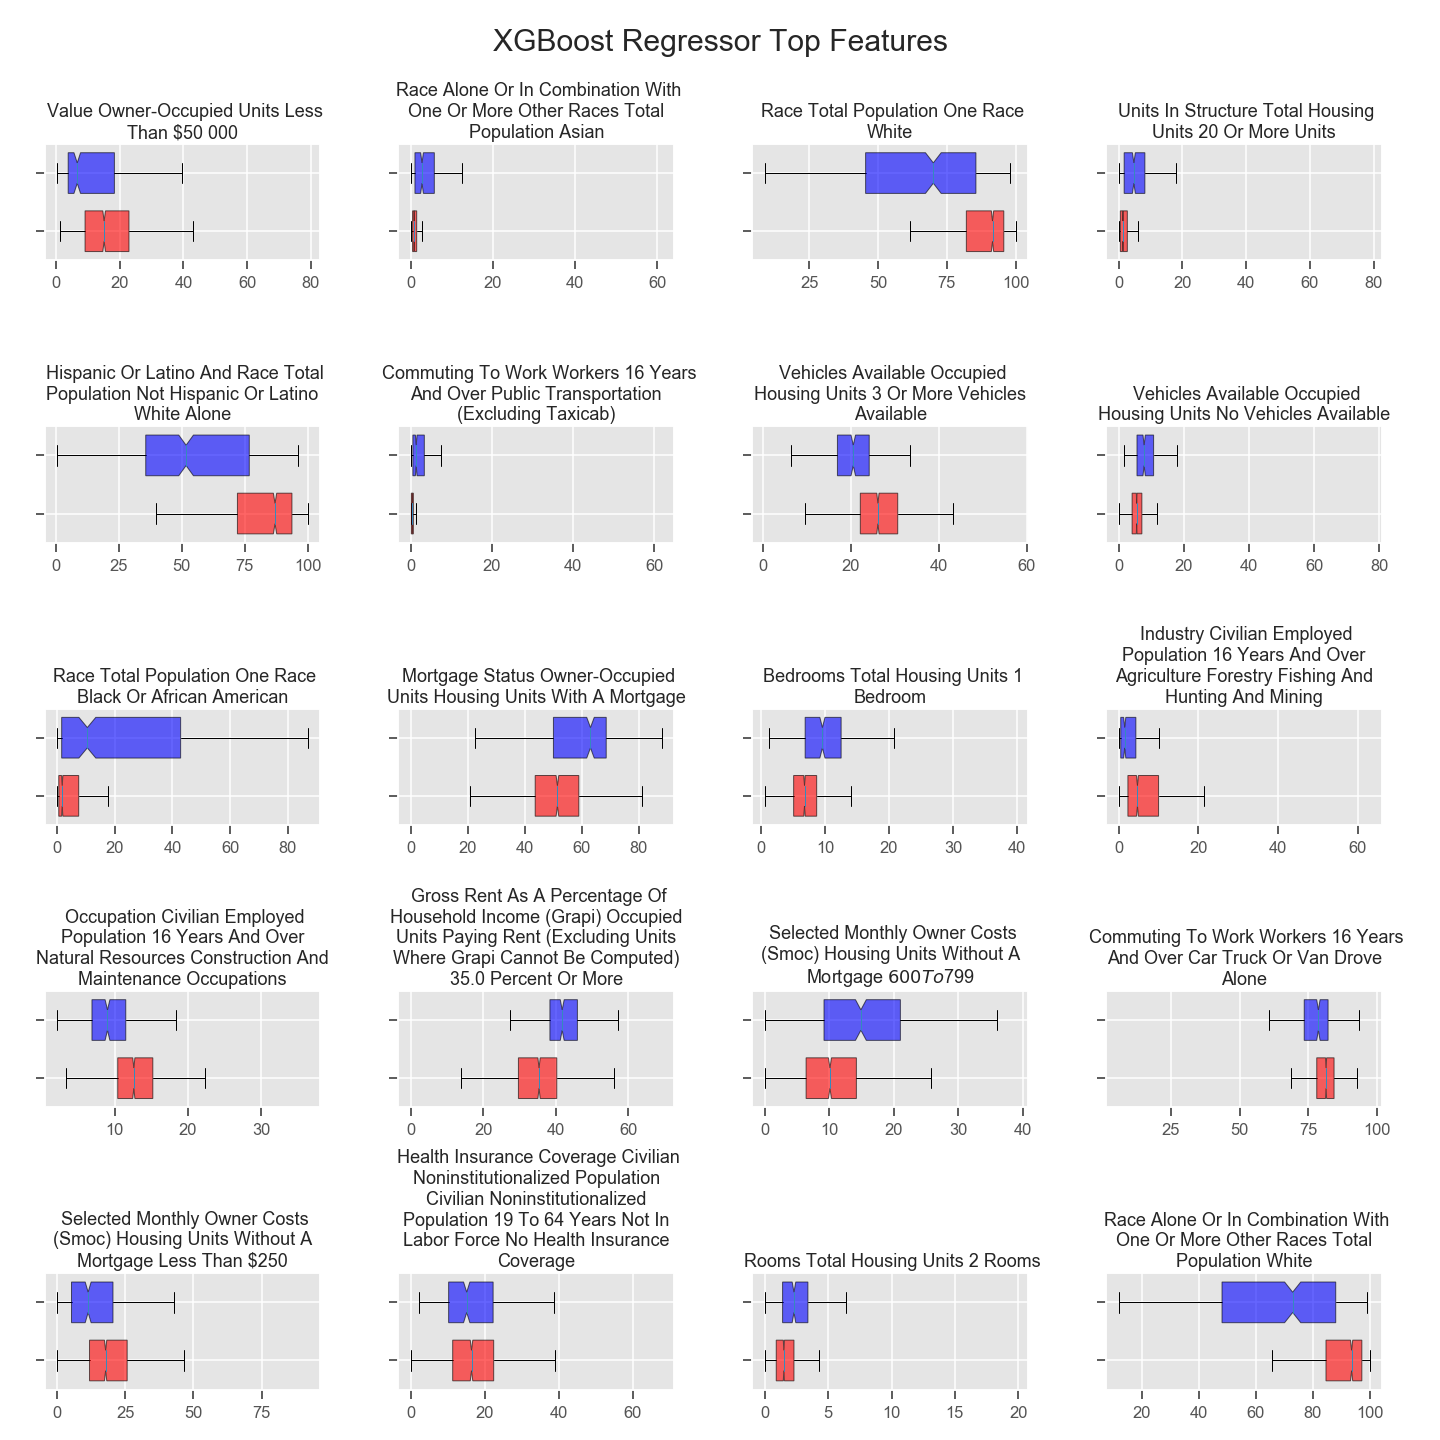 XGBoost Regressor Top Features
Value Owner-Occupied Units Less
Than $50 000
0 20 40 60 80
Race Alone Or In Combination With
One Or More Other Races Total
Population Asian
0 20 40 60
Race Total Population One Race
White
25 50 75 100
Units In Structure Total Housing
Units 20 Or More Units
0 20 40 60 80
Hispanic Or Latino And Race Total
Population Not Hispanic Or Latino
White Alone
0 25 50 75 100
Commuting To Work Workers 16 Years
And Over Public Transportation
(Excluding Taxicab)
0 20 40 60
Vehicles Available Occupied
Housing Units 3 Or More Vehicles
Available
0 20 40 60
Vehicles Available Occupied
Housing Units No Vehicles Available
0 20 40 60 80
Race Total Population One Race
Black Or African American
0 20 40 60 80
Mortgage Status Owner-Occupied
Units Housing Units With A Mortgage
0 20 40 60 80
Bedrooms Total Housing Units 1
Bedroom
0 10 20 30 40
Industry Civilian Employed
Population 16 Years And Over
Agriculture Forestry Fishing And
Hunting And Mining
0 20 40 60
Occupation Civilian Employed
Population 16 Years And Over
Natural Resources Construction And
Maintenance Occupations
10 20 30
Gross Rent As A Percentage Of
Household Income (Grapi) Occupied
Units Paying Rent (Excluding Units
Where Grapi Cannot Be Computed)
35.0 Percent Or More
0 20 40 60
Selected Monthly Owner Costs
(Smoc) Housing Units Without A
Mortgage 600To799
0 10 20 30 40
Commuting To Work Workers 16 Years
And Over Car Truck Or Van Drove
Alone
25 50 75 100
Selected Monthly Owner Costs
(Smoc) Housing Units Without A
Mortgage Less Than $250
0 25 50 75
Health Insurance Coverage Civilian
Noninstitutionalized Population
Civilian Noninstitutionalized
Population 19 To 64 Years Not In
Labor Force No Health Insurance
Coverage
0 20 40 60
Rooms Total Housing Units 2 Rooms
0 5 10 15 20
Race Alone Or In Combination With
One Or More Other Races Total
Population White
20 40 60 80 100